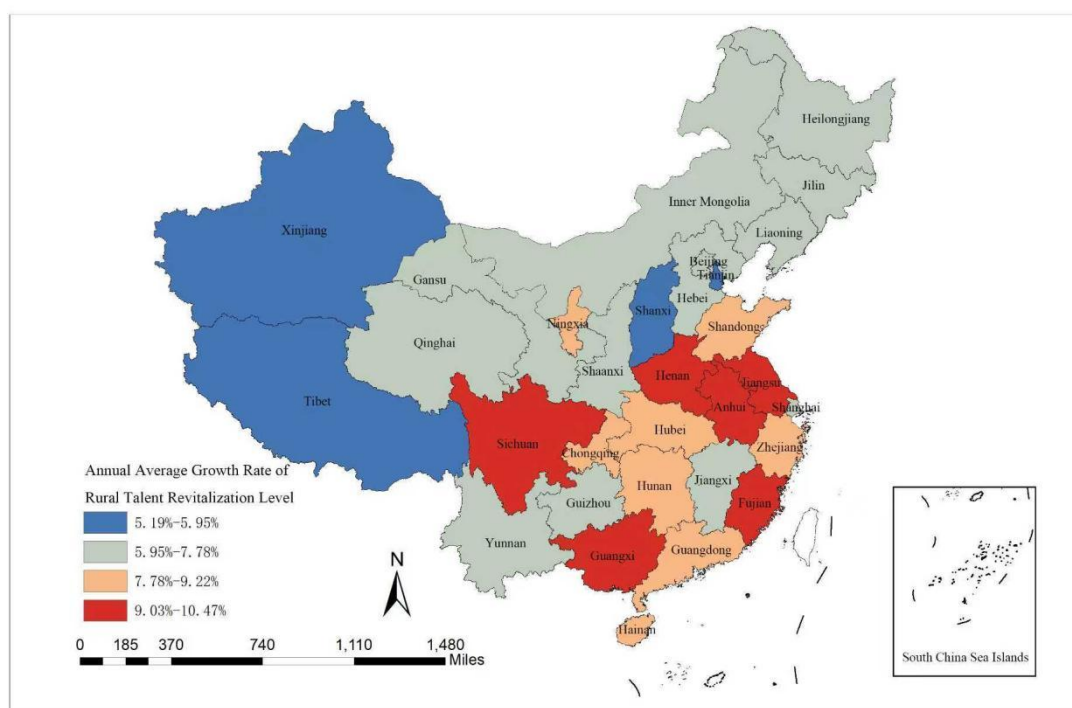 Heilongjiang
Jilin
Inner Mongolia
Liaoning
Xinjiang
Beijing
Tianjin
Gansu
Hebei
Shanxi
Ningxia
Shandongs
Qinghai
Shaanxi
Henan
Jiangsu
Tibet
Anhui
Shanghai
Sichuan
Hubei
Chongqing
Zhejiang
Annual Average Growth Rate of
Rural Talent Revitalization Level
Hunan
Jiangxi
Guizhou
Fujian
5.19%-5.95%
5.95%-7.78%
7.78%-9.22%
9.03%-10.47%
Yunnan
Guangxi
Guangdong
N
Hainan
0 185 370 740 1,110 1,480
Miles
South China Sea Islands